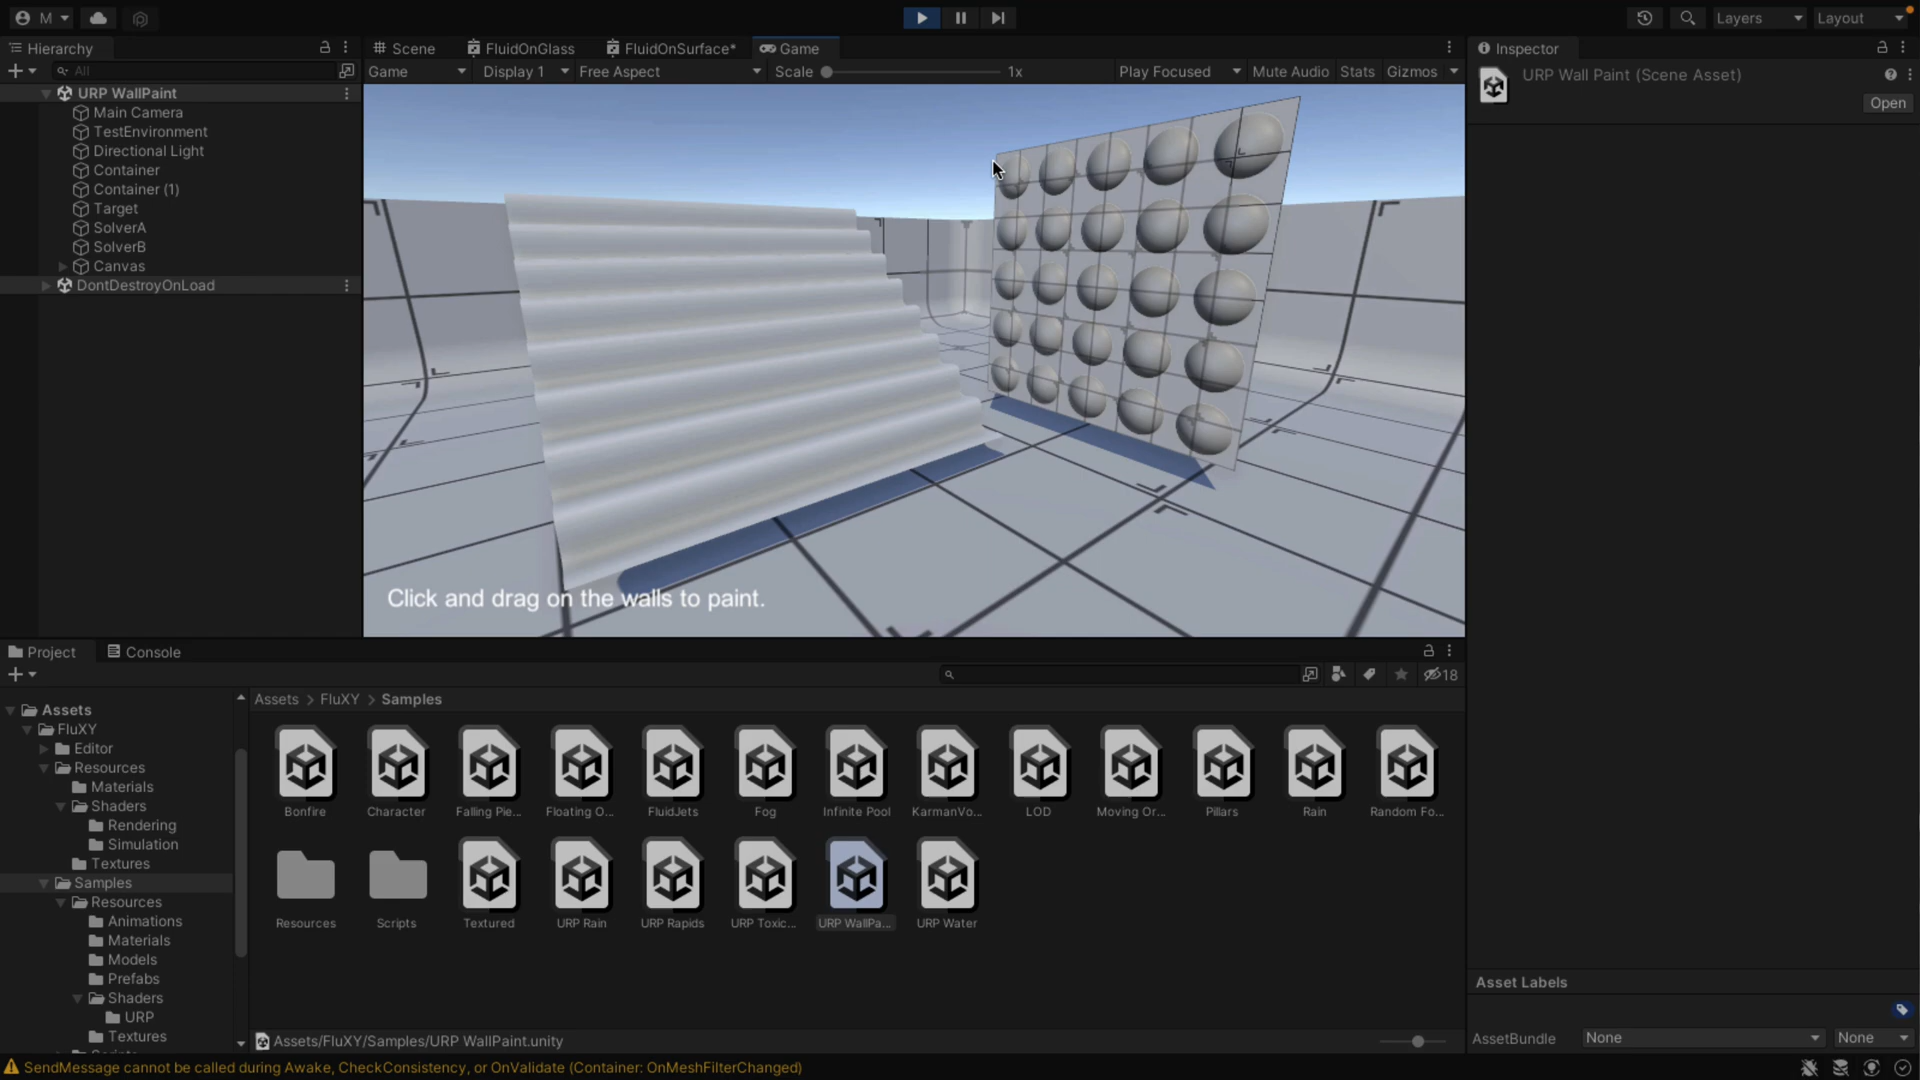 M
Layers
Layout
Hierarchy
Scene
FluidOnGlass
FluidOnSurface*
Game
Inspector
All
Game
Display 1
Free Aspect
Scale
1x
Play Focused
Mute Audio
Stats
Gizmos
URP Wall Paint (Scene Asset)
Open
URP WallPaint
Main Camera
TestEnvironment
Directional Light
Container
Container (1)
Target
SolverA
SolverB
Canvas
DontDestroyOnLoad
Click and drag on the walls to paint.
Project
Console
18
Assets
FluXY
Editor
Resources
Materials
Shaders
Rendering
Simulation
Textures
Samples
Resources
Animations
Materials
Models
Prefabs
Shaders
URP
Textures
Assets > FluXY > Samples
Bonfire
Character
Falling Pie...
Floating O...
FluidJets
Fog
Infinite Pool
KarmanVo...
LOD
Moving Or...
Pillars
Rain
Random Fo...
Resources
Scripts
Textured
URP Rain
URP Rapids
URP Toxic...
URP WallPa...
URP Water
Assets/FluXY/Samples/URP WallPaint.unity
Asset Labels
AssetBundle
None
None
SendMessage cannot be called during Awake, CheckConsistency, or OnValidate (Container: OnMeshFilterChanged)